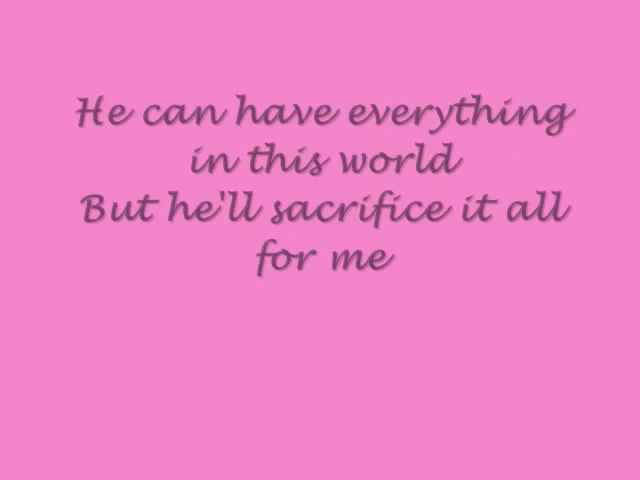 He can have everything
in this world
But he'll sacrifice it all
for me